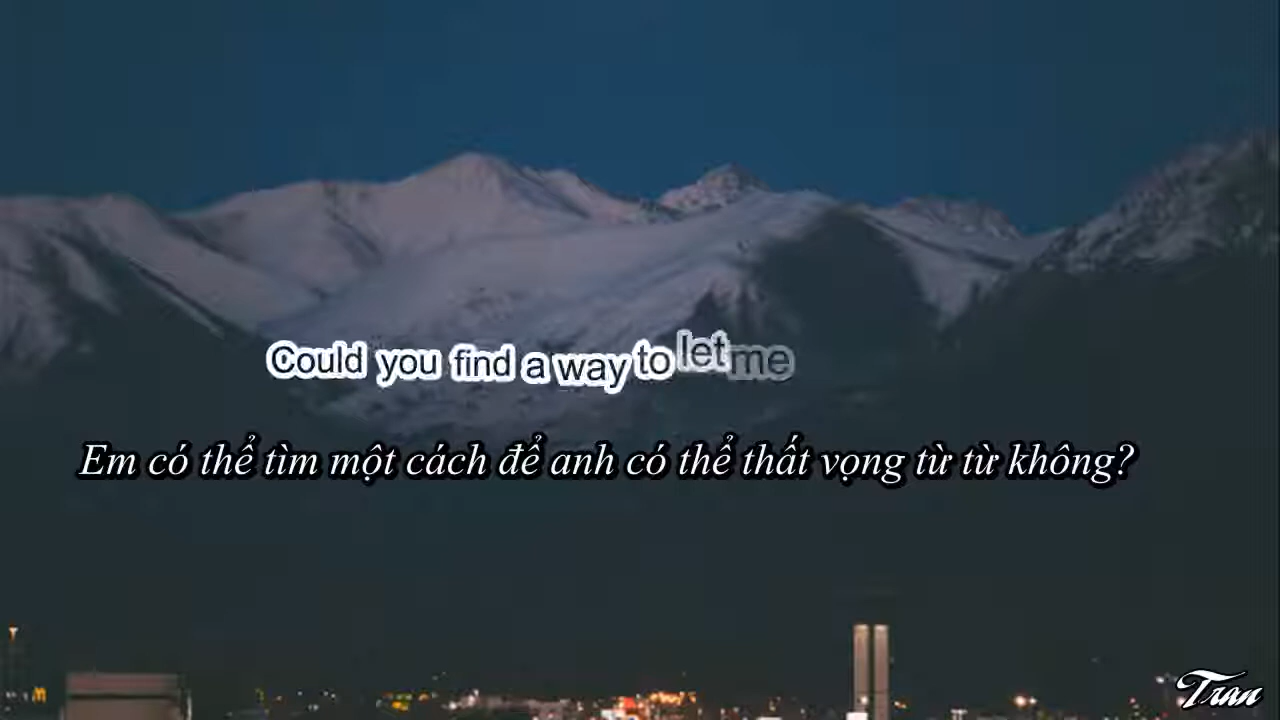 Could you find a way to let me
Em có thể tìm một cách để anh có thể thất vọng từ từ không?
Tran